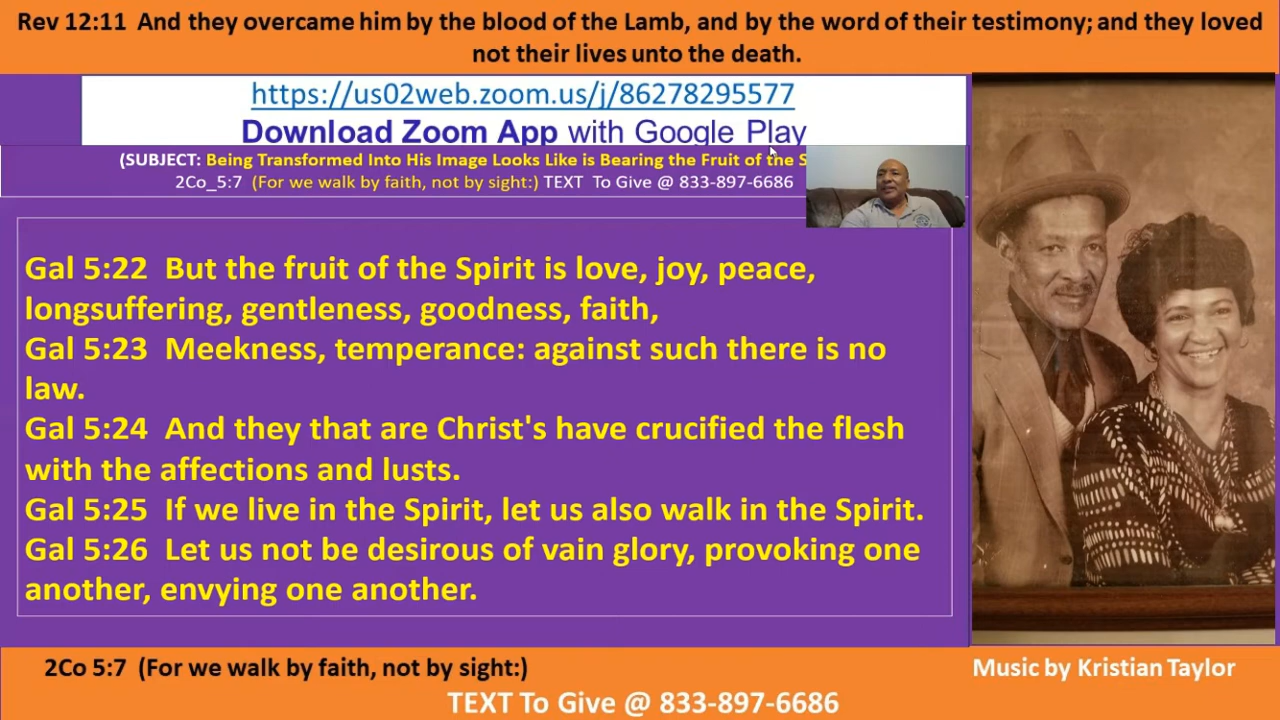 Rev 12:11 And they overcame him by the blood of the Lamb, and by the word of their testimony; and they loved
not their lives unto the death.
https://us02web.zoom.us/j/86278295577
Download Zoom App with Google Play
(SUBJECT: Being Transformed Into His Image Looks Like is Bearing the Fruit of the S
2Co_5:7 (For we walk by faith, not by sight:) TEXT To Give @ 833-897-6686
Gal 5:22 But the fruit of the Spirit is love, joy, peace,
longsuffering, gentleness, goodness, faith,
Gal 5:23 Meekness, temperance: against such there is no
law.
Gal 5:24 And they that are Christ's have crucified the flesh
with the affections and lusts.
Gal 5:25 If we live in the Spirit, let us also walk in the Spirit.
Gal 5:26 Let us not be desirous of vain glory, provoking one
another, envying one another.
2Co 5:7 (For we walk by faith, not by sight:)
Music by Kristian Taylor
TEXT To Give @ 833-897-6686